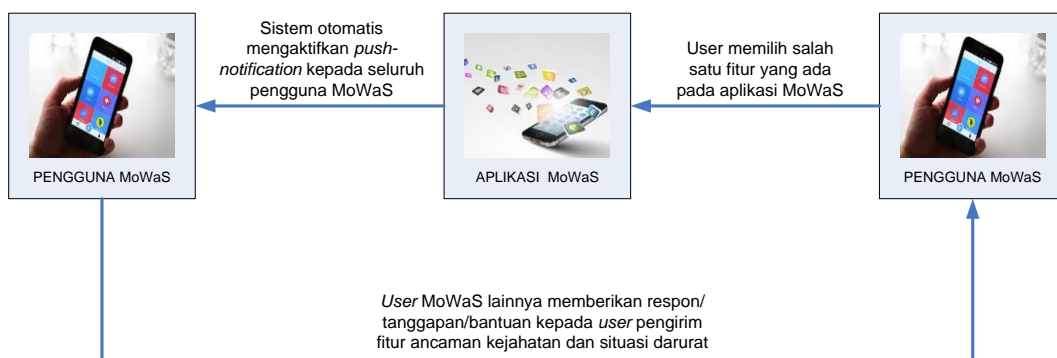 Sistem otomatis
mengaktifkan push-
notification kepada seluruh
pengguna MoWaS
User memilih salah
satu fitur yang ada
pada aplikasi MoWaS
PENGGUNA MoWaS
APLIKASI MoWaS
PENGGUNA MoWaS
User MoWaS lainnya memberikan respon/
tanggapan/bantuan kepada user pengirim
fitur ancaman kejahatan dan situasi darurat